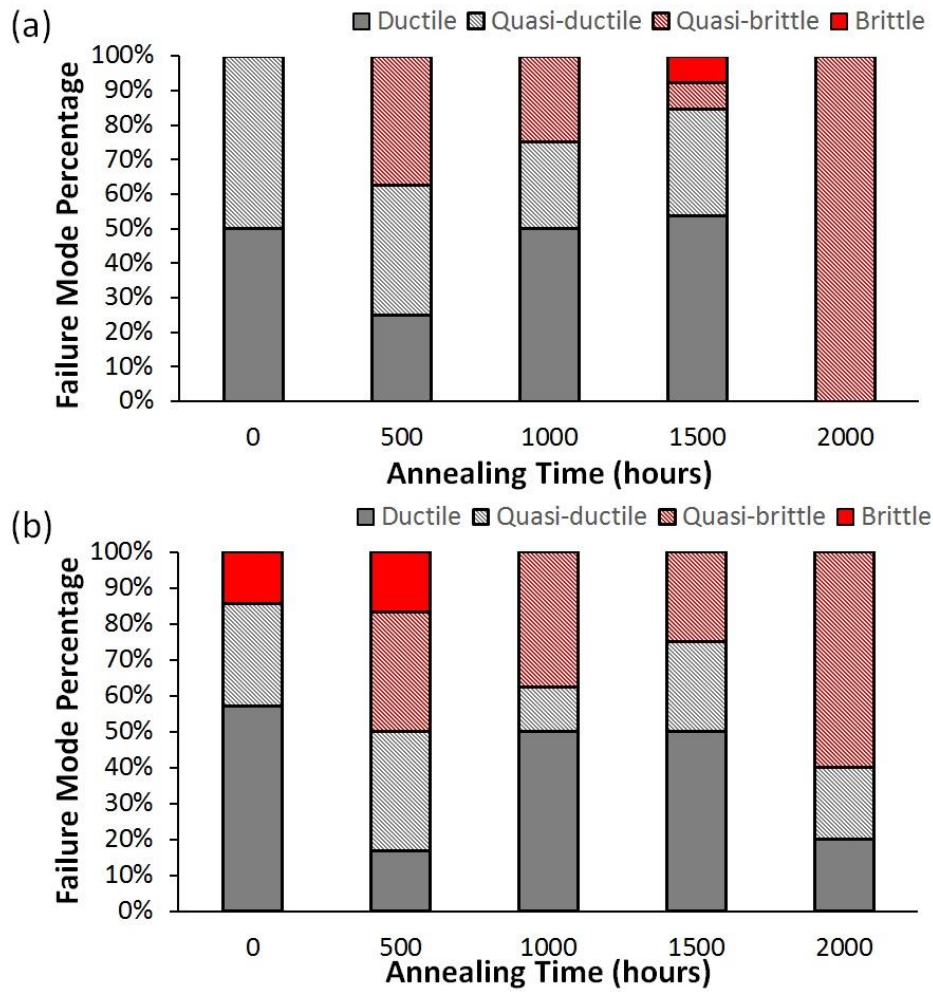 (a)
Ductile Quasi-ductile Quasi-brittle Brittle
Failure Mode Percentage
100%
90%
80%
70%
60%
50%
40%
30%
20%
10%
0%
0 500 1000 1500 2000
Annealing Time (hours)
(b)
Ductile Quasi-ductile Quasi-brittle Brittle
Failure Mode Percentage
100%
90%
80%
70%
60%
50%
40%
30%
20%
10%
0%
0 500 1000 1500 2000
Annealing Time (hours)